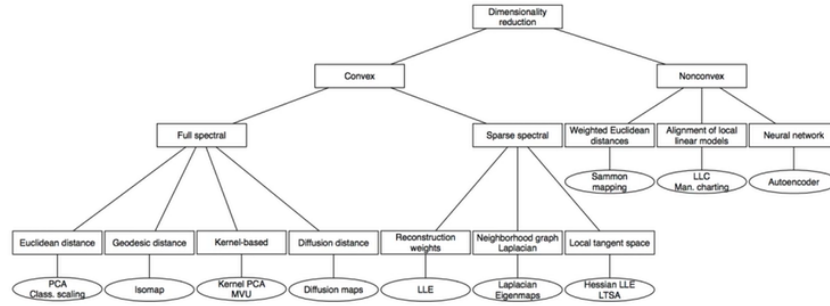 Dimensionality
reduction
Convex
Nonconvex
Full spectral
Sparse spectral
Weighted Euclidean
distances
Alignment of local
linear models
Neural network
Sammon
mapping
LLC
Man. charting
Autoencoder
Euclidean distance
Geodesic distance
Kernel-based
Diffusion distance
Reconstruction
weights
Neighborhood graph
Laplacian
Local tangent space
PCA
Class. scaling
Isomap
Kernel PCA
MVU
Diffusion maps
LLE
Laplacian
Eigenmaps
Hessian LLE
LTSA